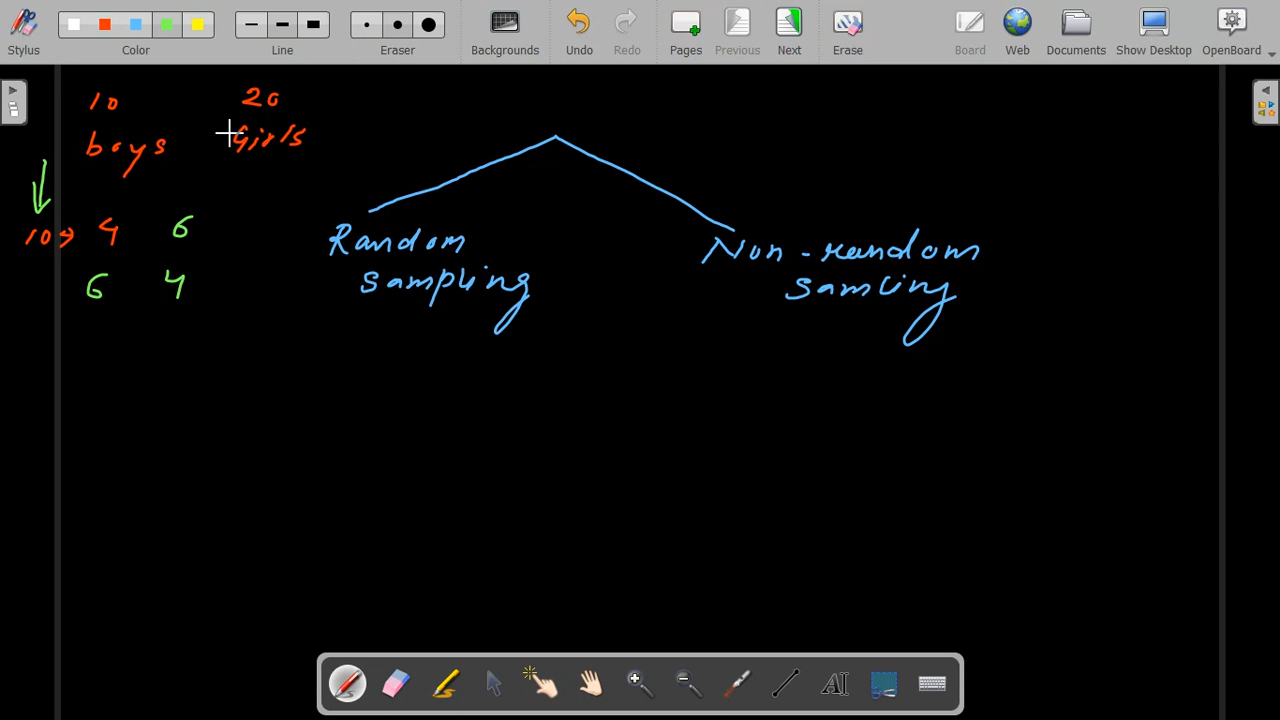 Stylus Color Line Eraser Backgrounds Undo Redo Pages Previous Next Erase Board Web Documents Show Desktop OpenBoard
10 20
boys Girls
10 → 4 6
6 4
Random
sampling
Non-random
samling